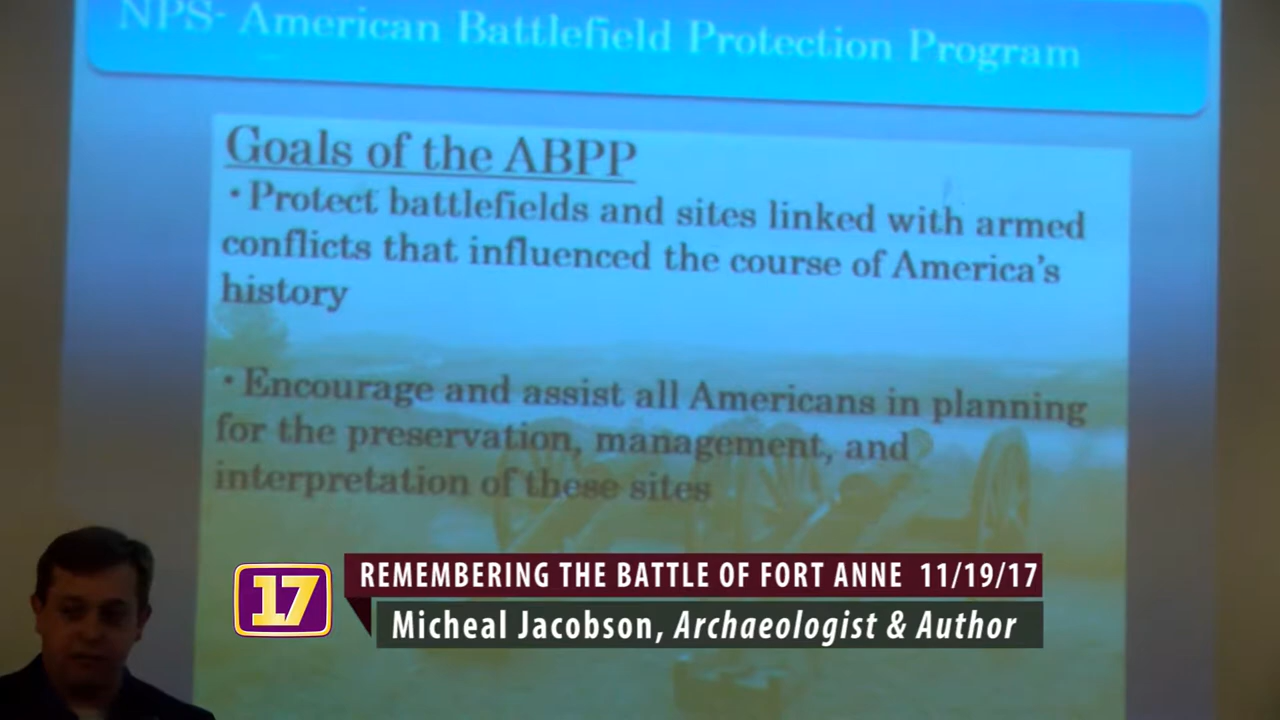 NPS- American Battlefield Protection Program
Goals of the ABPP
• Protect battlefields and sites linked with armed
conflicts that influenced the course of America's
history
• Encourage and assist all Americans in planning
for the preservation, management, and
interpretation of these sites
17
REMEMBERING THE BATTLE OF FORT ANNE 11/19/17
Micheal Jacobson, Archaeologist & Author